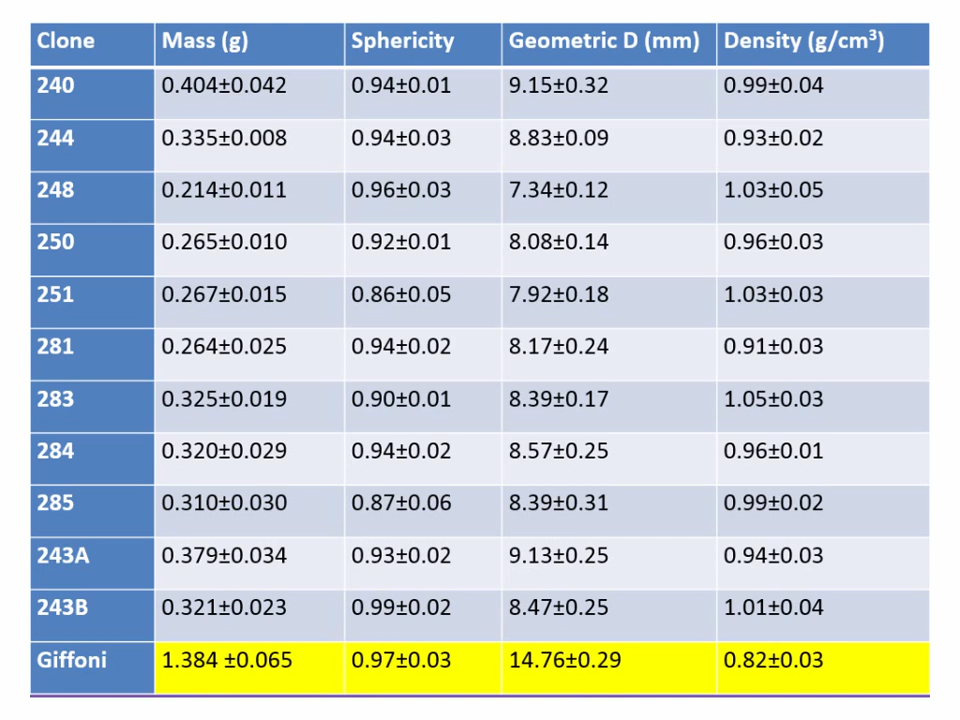 Clone Mass (g) Sphericity Geometric D (mm) Density (g/cm³)
240 0.404±0.042 0.94±0.01 9.15±0.32 0.99±0.04
244 0.335±0.008 0.94±0.03 8.83±0.09 0.93±0.02
248 0.214±0.011 0.96±0.03 7.34±0.12 1.03±0.05
250 0.265±0.010 0.92±0.01 8.08±0.14 0.96±0.03
251 0.267±0.015 0.86±0.05 7.92±0.18 1.03±0.03
281 0.264±0.025 0.94±0.02 8.17±0.24 0.91±0.03
283 0.325±0.019 0.90±0.01 8.39±0.17 1.05±0.03
284 0.320±0.029 0.94±0.02 8.57±0.25 0.96±0.01
285 0.310±0.030 0.87±0.06 8.39±0.31 0.99±0.02
243A 0.379±0.034 0.93±0.02 9.13±0.25 0.94±0.03
243B 0.321±0.023 0.99±0.02 8.47±0.25 1.01±0.04
Giffoni 1.384 ±0.065 0.97±0.03 14.76±0.29 0.82±0.03